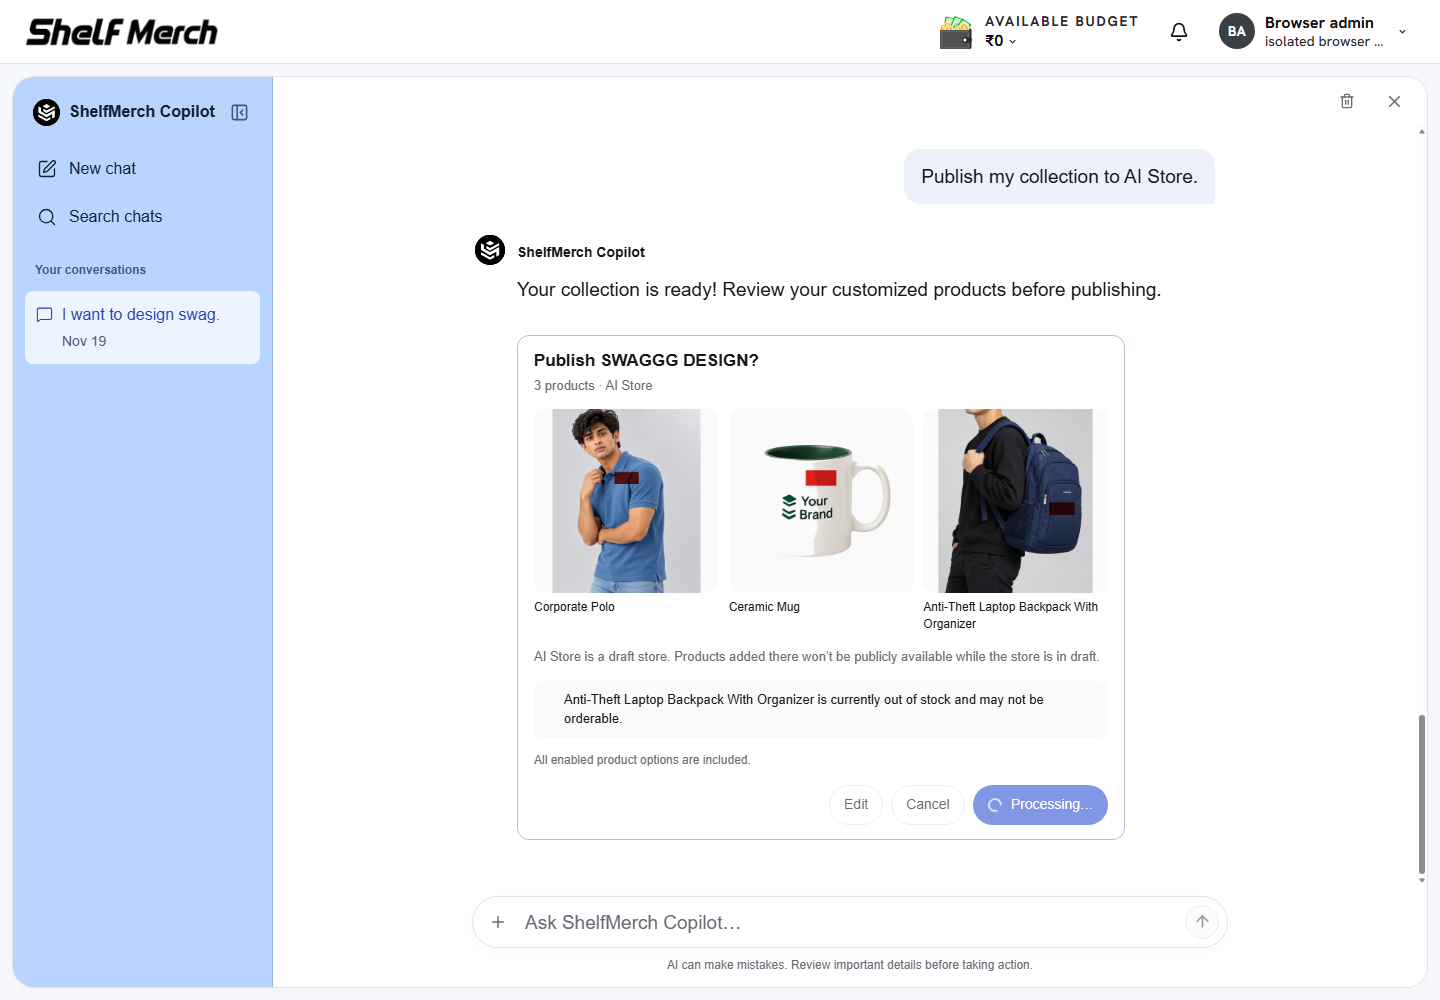 Shelf Merch
AVAILABLE BUDGET
₹0
BA
Browser admin
isolated browser ...
ShelfMerch Copilot
New chat
Search chats
Your conversations
I want to design swag.
Nov 19
Publish my collection to AI Store.
ShelfMerch Copilot
Your collection is ready! Review your customized products before publishing.
Publish SWAGGG DESIGN?
3 products · AI Store
Your
Brand
Corporate Polo
Ceramic Mug
Anti-Theft Laptop Backpack With
Organizer
AI Store is a draft store. Products added there won’t be publicly available while the store is in draft.
Anti-Theft Laptop Backpack With Organizer is currently out of stock and may not be
orderable.
All enabled product options are included.
Edit
Cancel
Processing…
Ask ShelfMerch Copilot…
AI can make mistakes. Review important details before taking action.